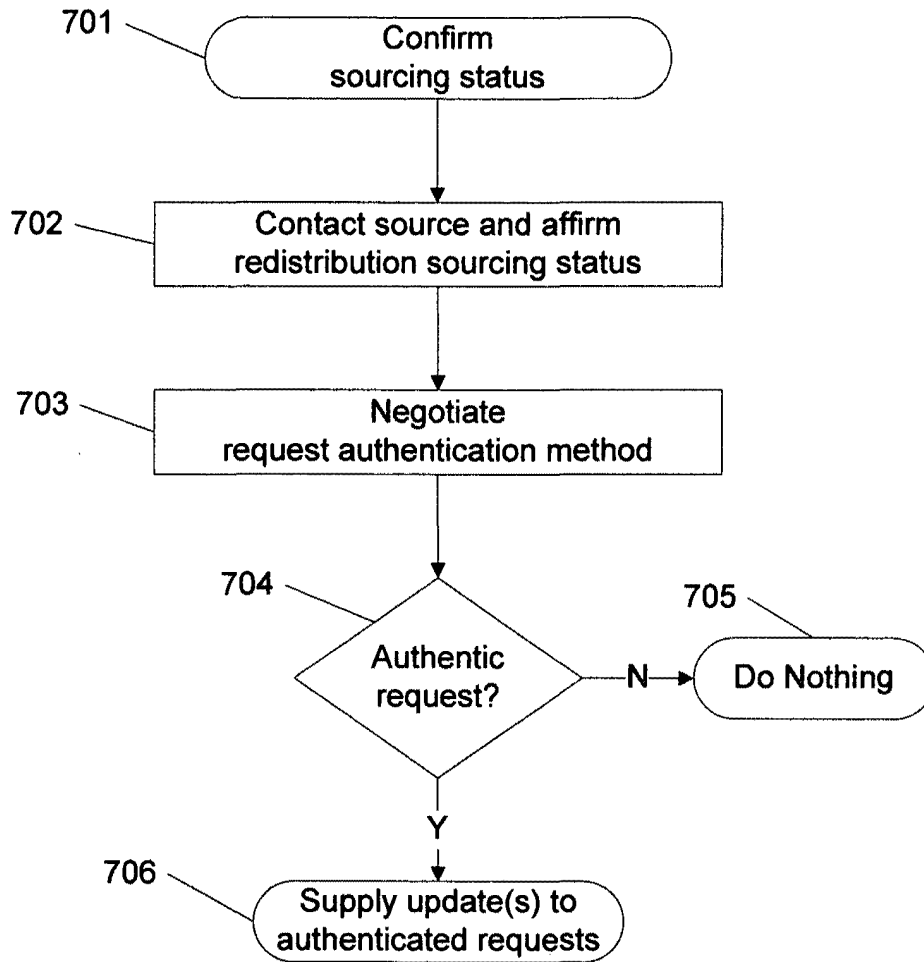 701
Confirm
sourcing status
702
Contact source and affirm
redistribution sourcing status
703
Negotiate
request authentication method
704
Authentic
request?
N
705
Do Nothing
Y
706
Supply update(s) to
authenticated requests